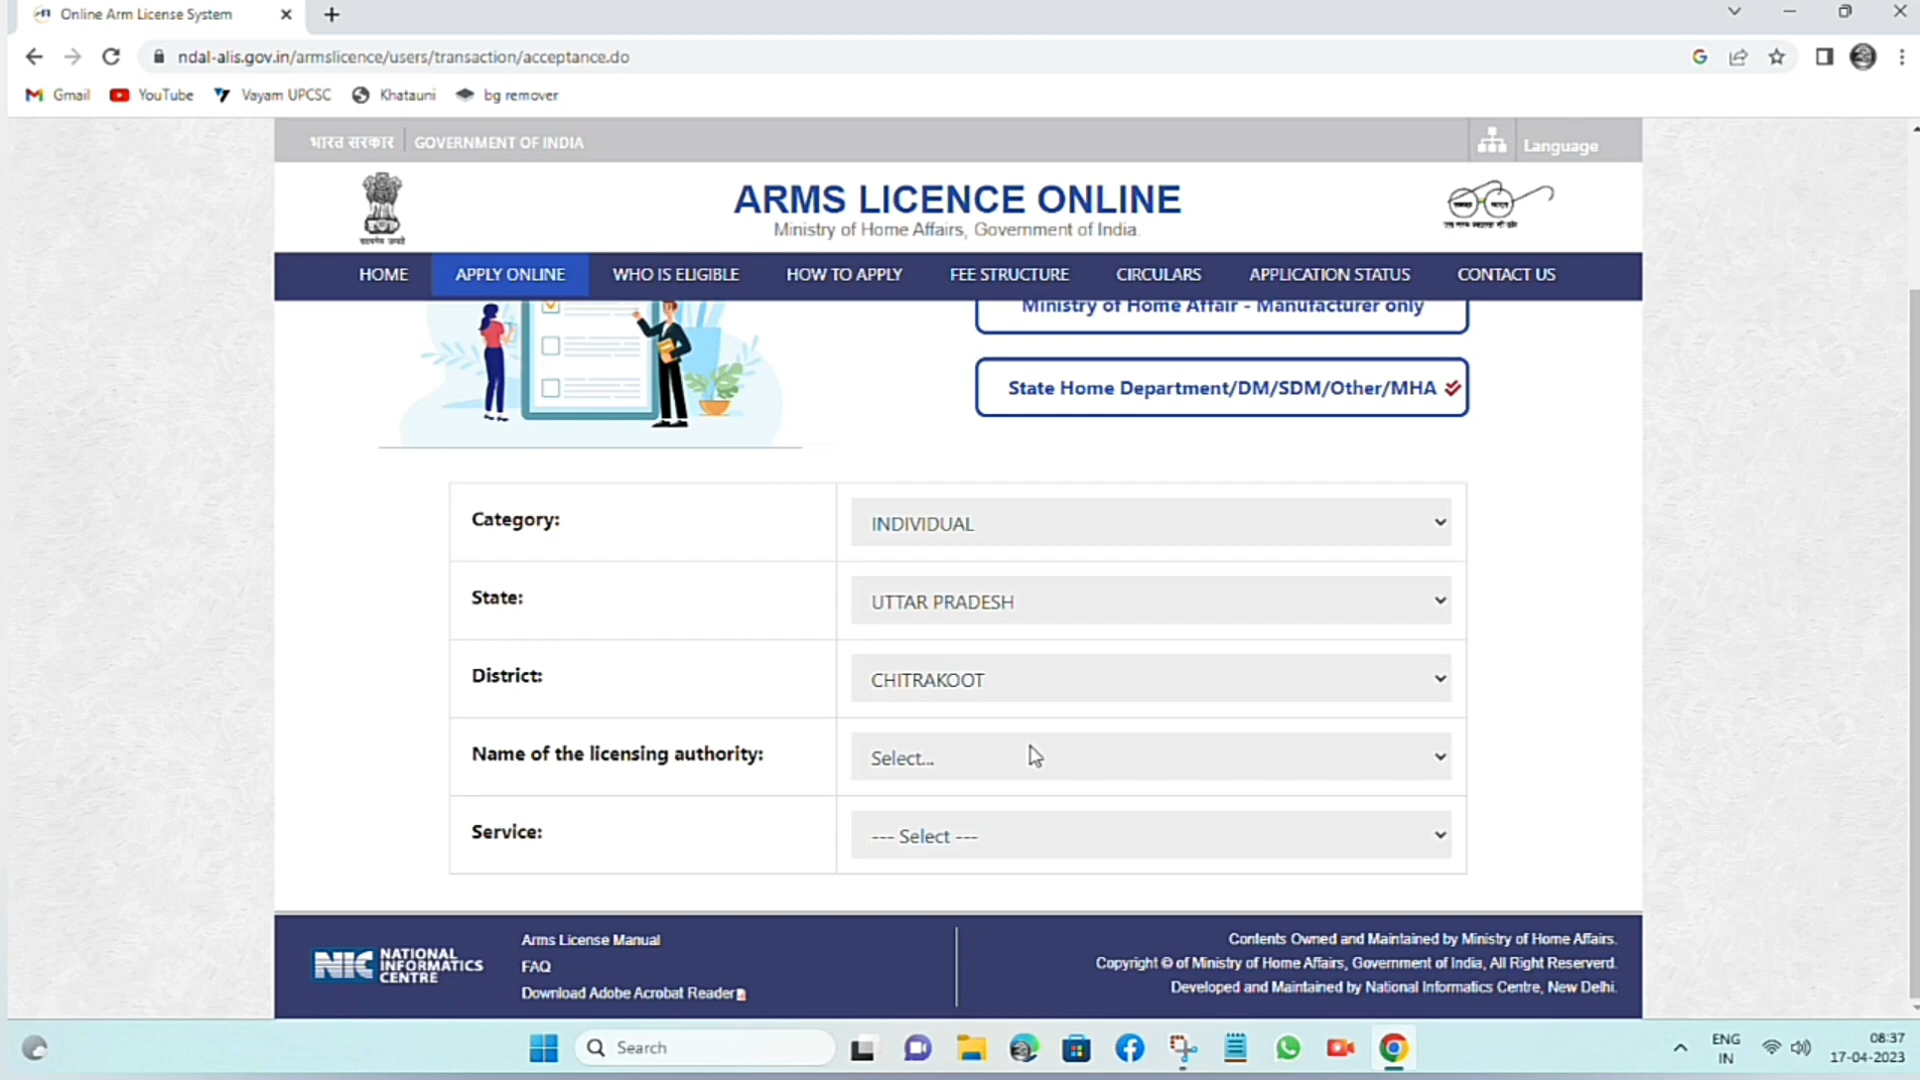 Online Arm License System
ndal-alis.gov.in/armslicence/users/transaction/acceptance.do
Gmail
YouTube
Vayam UPCSC
Khatauni
bg remover
भारत सरकार
GOVERNMENT OF INDIA
Language
ARMS LICENCE ONLINE
Ministry of Home Affairs, Government of India.
सत्यमेव जयते
HOME
APPLY ONLINE
WHO IS ELIGIBLE
HOW TO APPLY
FEE STRUCTURE
CIRCULARS
APPLICATION STATUS
CONTACT US
Ministry of Home Affair - Manufacturer only
State Home Department/DM/SDM/Other/MHA
Category:
INDIVIDUAL
State:
UTTAR PRADESH
District:
CHITRAKOOT
Name of the licensing authority:
Select...
Service:
--- Select ---
NIC NATIONAL
INFORMATICS
CENTRE
Arms License Manual
FAQ
Download Adobe Acrobat Reader
Contents Owned and Maintained by Ministry of Home Affairs.
Copyright © of Ministry of Home Affairs, Government of India, All Right Reserverd.
Developed and Maintained by National Informatics Centre, New Delhi.
Search
ENG
IN
08:37
17-04-2023